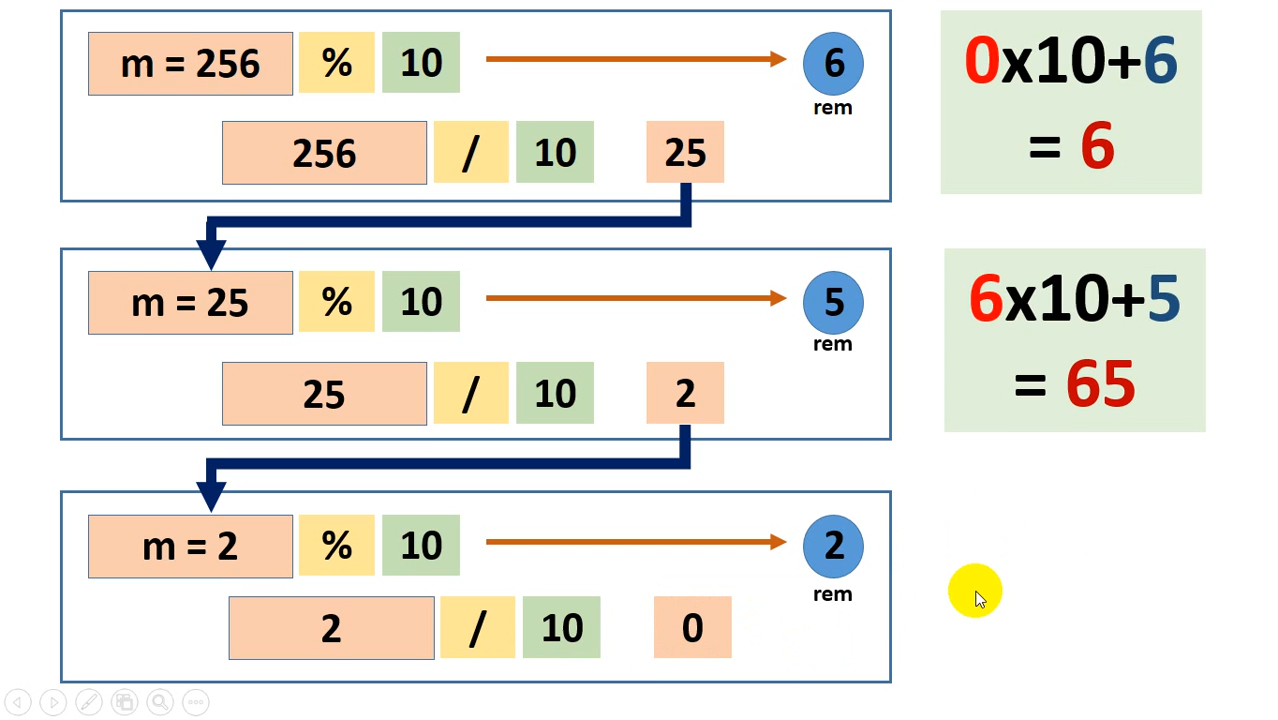 m = 256 % 10 6
rem
256 / 10 25
0x10+6
= 6
m = 25 % 10 5
rem
25 / 10 2
6x10+5
= 65
m = 2 % 10 2
rem
2 / 10 0